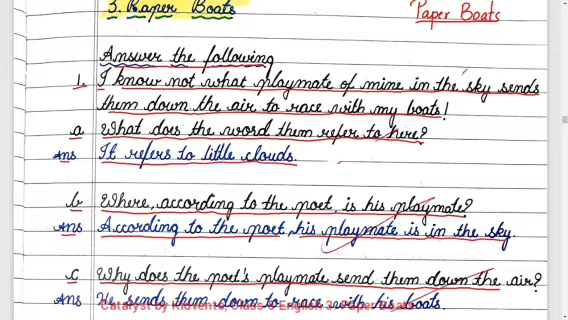 3. Paper Boats
Paper Boats
Answer the following
1. I know not what playmate of mine in the sky sends
them down the air to race with my boats!
a What does the word them refer to here?
Ans It refers to little clouds.
b Where, according to the poet, is his playmate?
Ans According to the poet, his playmate is in the sky.
c Why does the poet's playmate send them down the air?
Ans He sends them down to race with his boats.